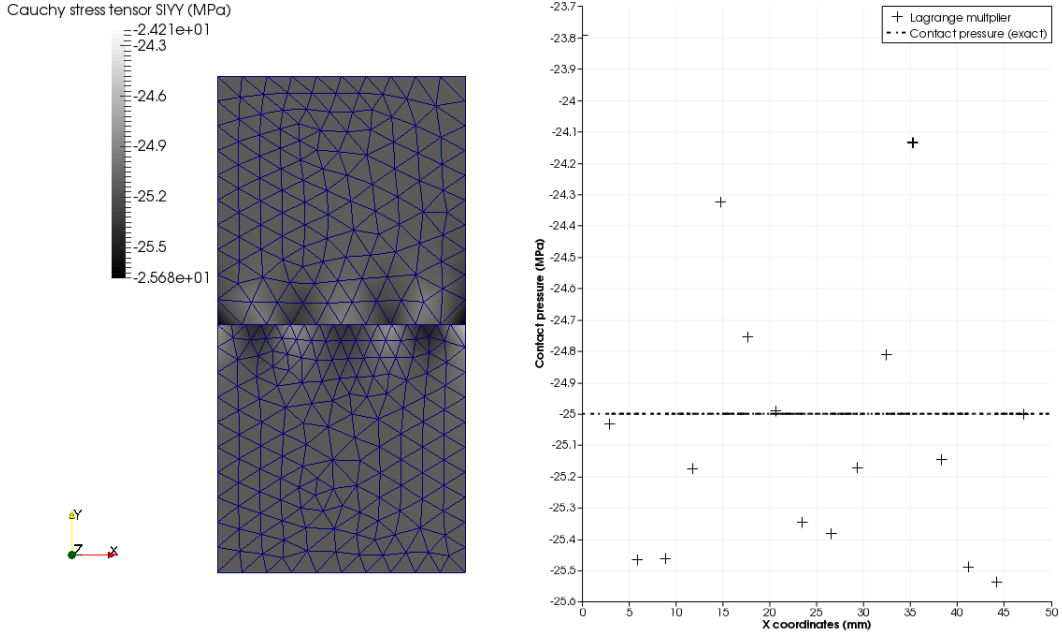 Cauchy stress tensor SIYY (MPa)
-2.421e+01
-24.3
-24.6
-24.9
-25.2
-25.5
-2.568e+01
Y
Z
X
-23.7
-23.8
-23.9
-24
-24.1
-24.2
-24.3
-24.4
-24.5
-24.6
-24.7
-24.8
-24.9
-25
-25.1
-25.2
-25.3
-25.4
-25.5
-25.6
Contact pressure (MPa)
Lagrange multplier
Contact pressure (exact)
0 5 10 15 20 25 30 35 40 45 50
X coordinates (mm)